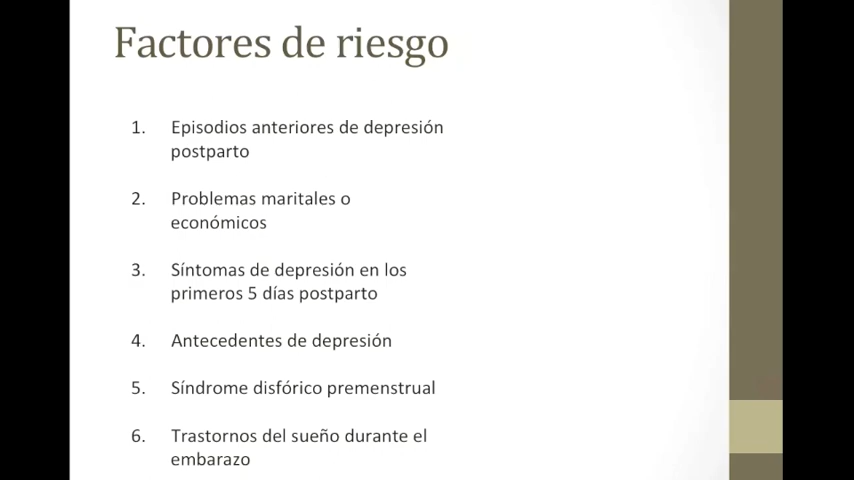 Factores de riesgo
1. Episodios anteriores de depresión
postparto
2. Problemas maritales o
económicos
3. Síntomas de depresión en los
primeros 5 días postparto
4. Antecedentes de depresión
5. Síndrome disfórico premenstrual
6. Trastornos del sueño durante el
embarazo